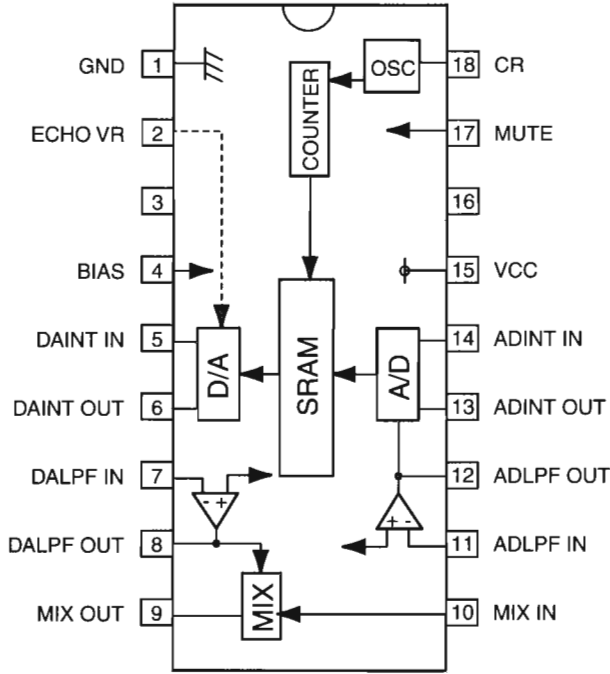 GND 1 OSC 18 CR
COUNTER
ECHO VR 2 17 MUTE
3 16
BIAS 4 15 VCC
DAINT IN 5 D/A SRAM A/D 14 ADINT IN
DAINT OUT 6 13 ADINT OUT
DALPF IN 7 12 ADLPF OUT
- + + -
DALPF OUT 8 11 ADLPF IN
MIX OUT 9 MIX 10 MIX IN